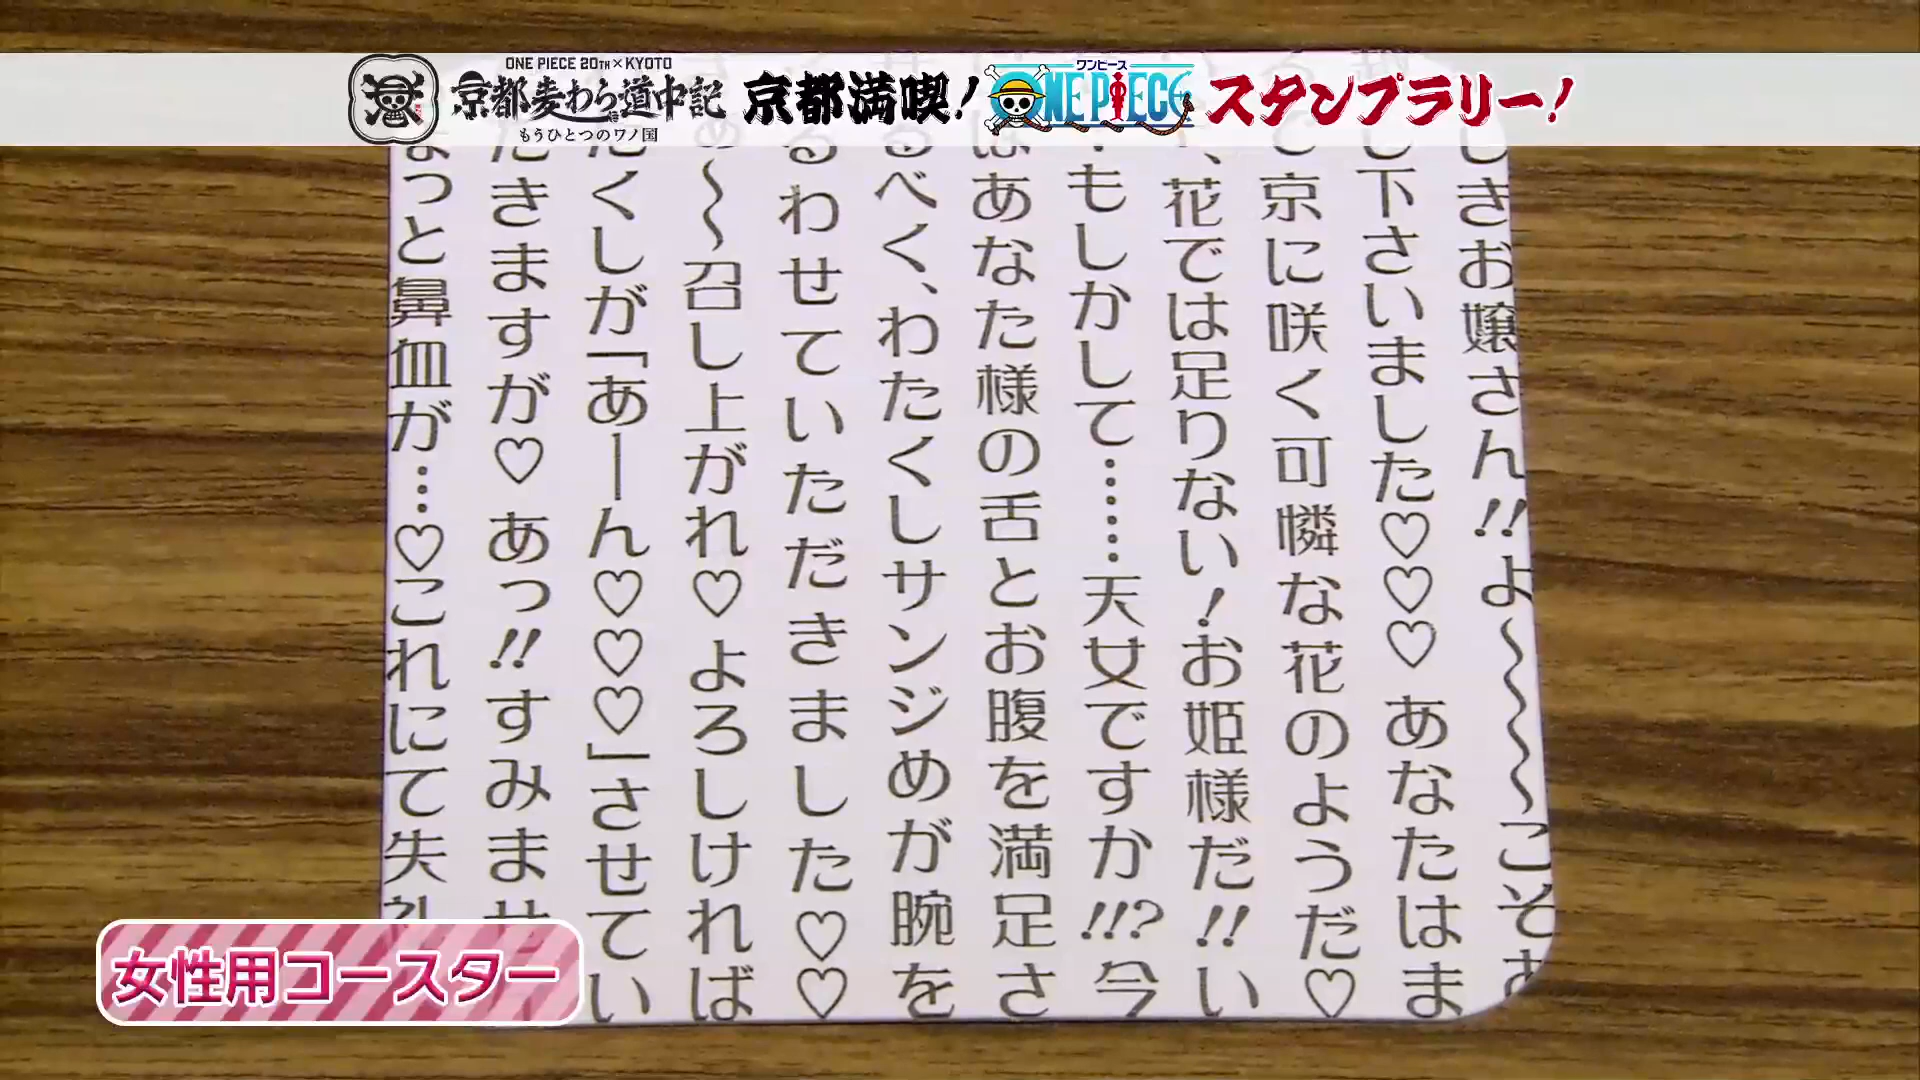 ONE PIECE 20TH×KYOTO
京都麦わら道中記
もうひとつのワノ国
京都満喫!
ワンピース
ONE PIECE
スタンプラリー!
しきお嬢さん!!よ〜〜〜〜こそ
し下さいました♡♡♡ あなたはま
京に咲く可憐な花のようだ♡
、花では足りない!お姫様だ!!い
もしかして……天女ですか!!?今
はあなた様の舌とお腹を満足さ
るべく、わたくしサンジめが腕を
るわせていただきました♡♡
〜〜召し上がれ♡よろしければ
たくしが「あーん♡♡♡」させてい
だきますが♡ あっ!!すみませ
ょっと鼻血が…♡これにて失礼
女性用コースター